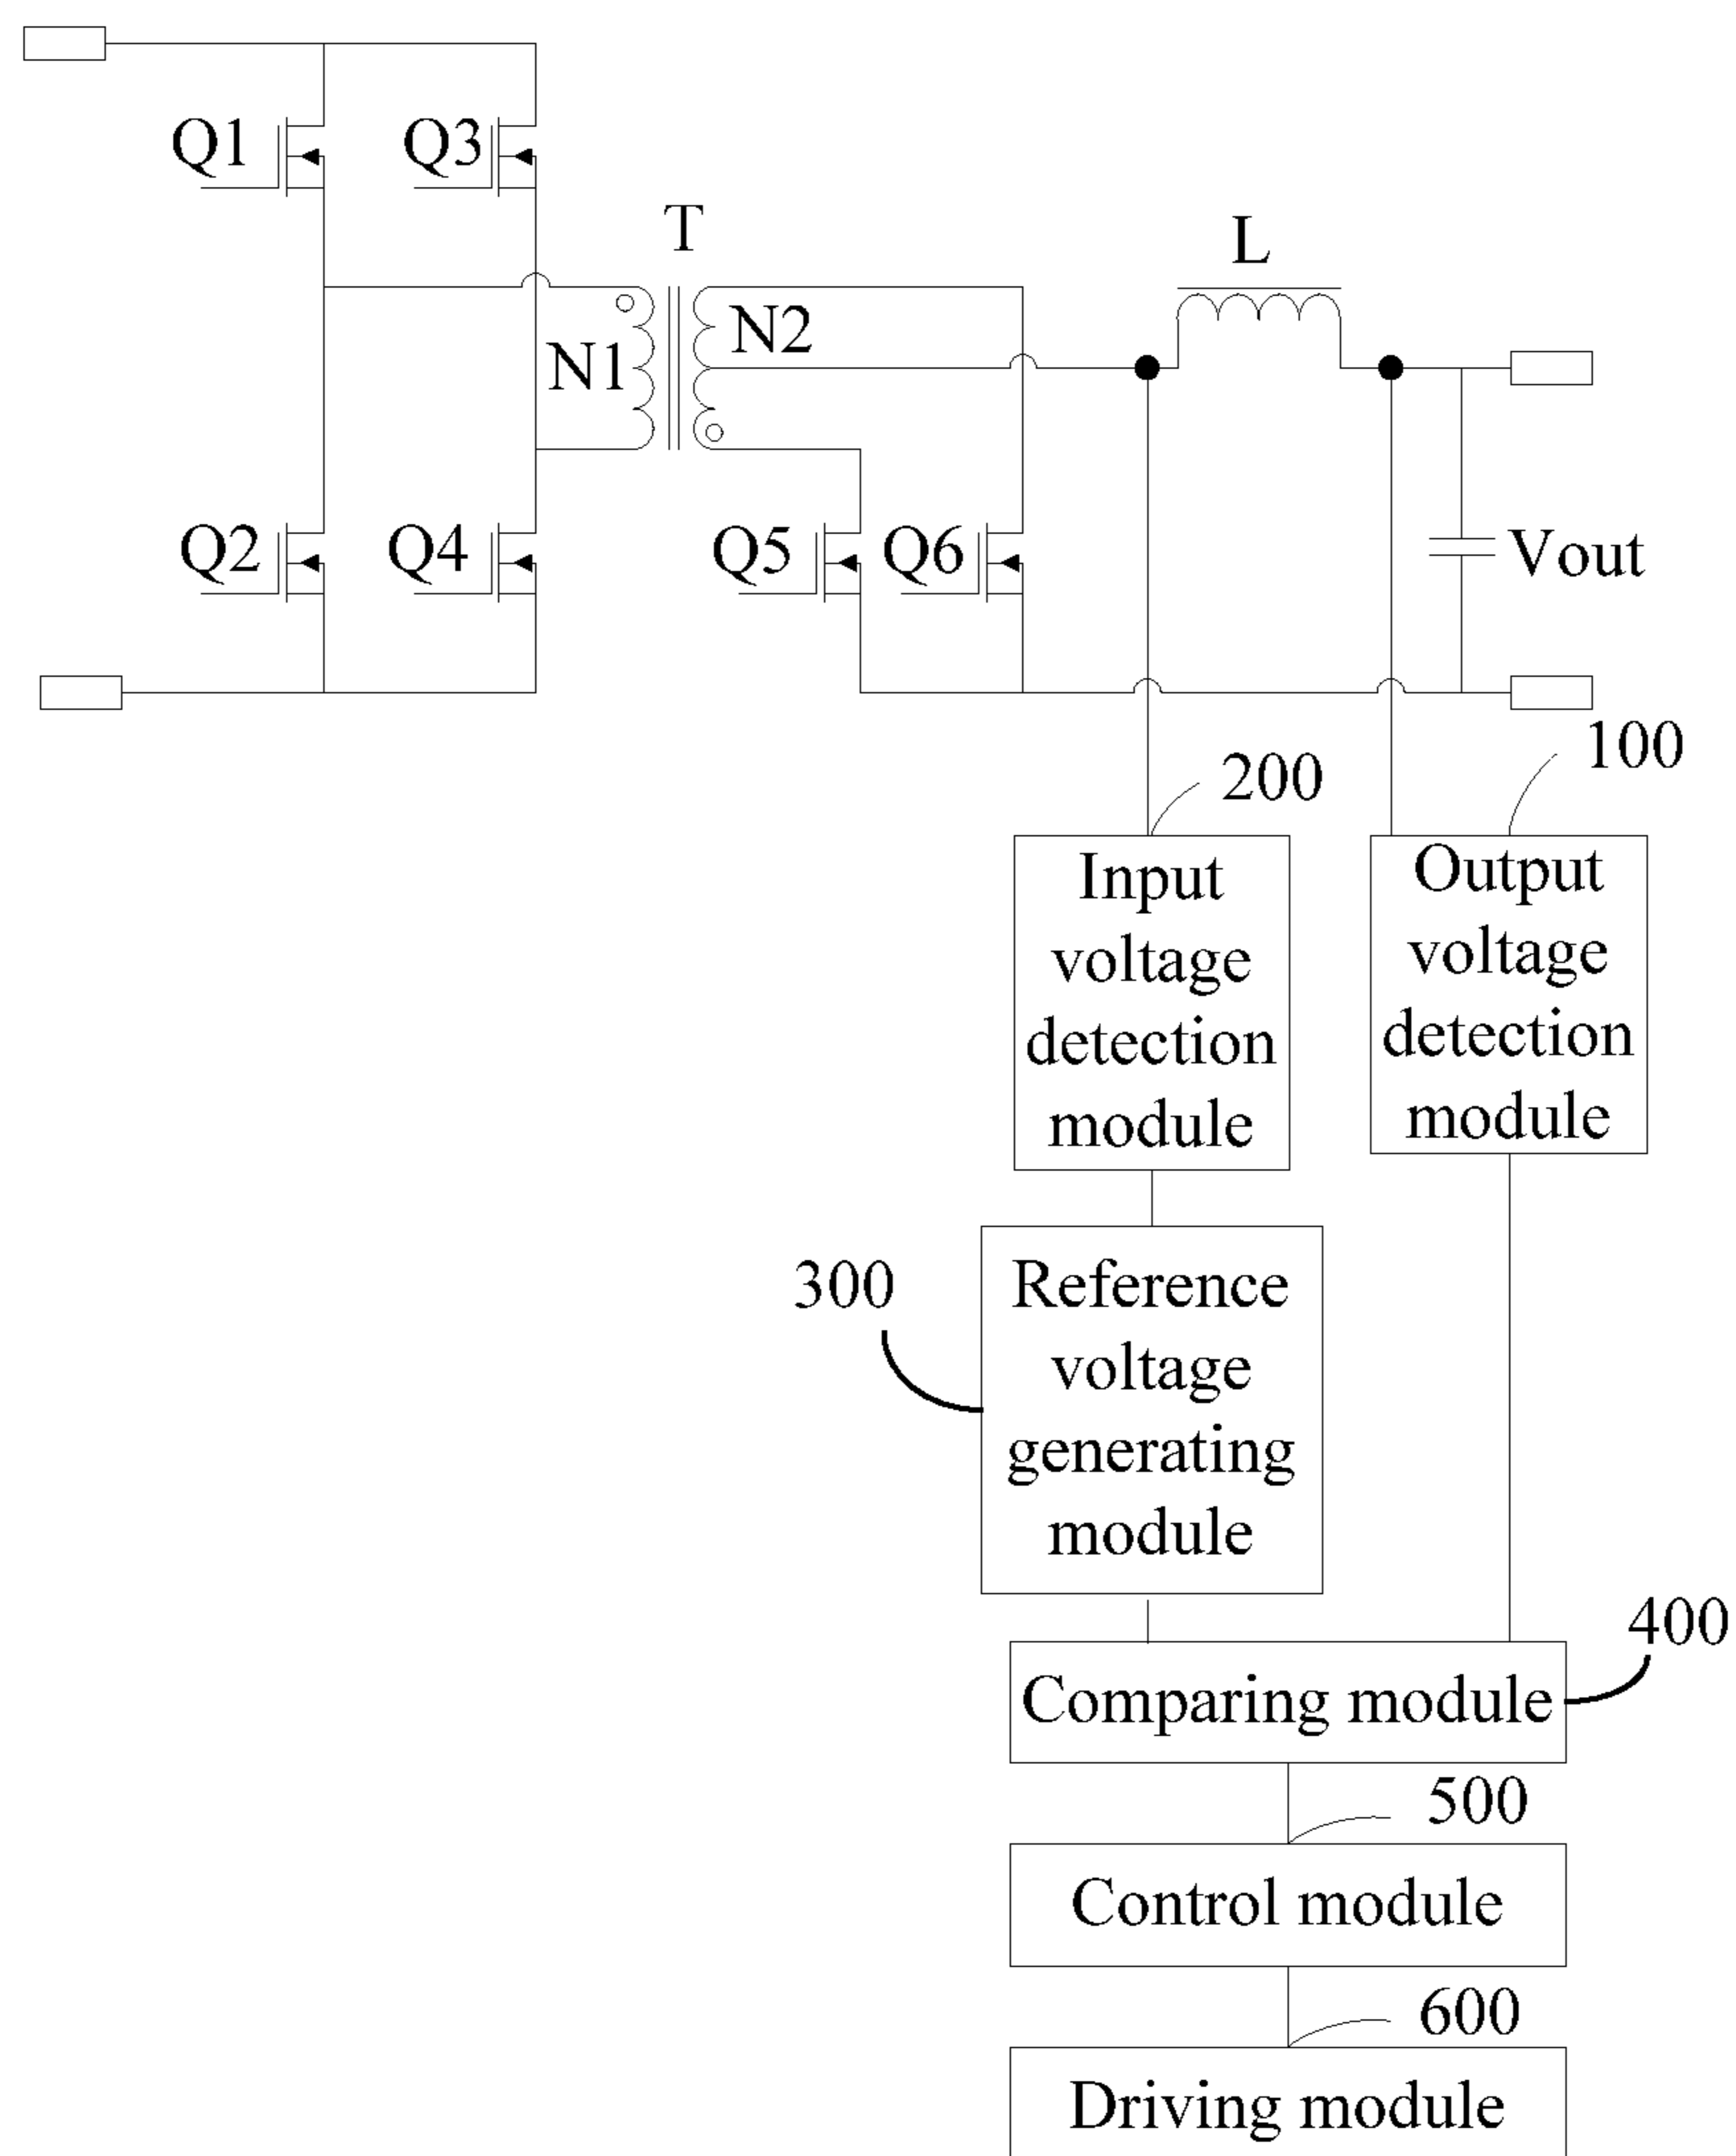 Q1
Q3
T
L
N1
N2
Q2
Q4
Q5
Q6
Vout
100
200
Input
voltage
detection
module
Output
voltage
detection
module
300
Reference
voltage
generating
module
400
Comparing module
500
Control module
600
Driving module